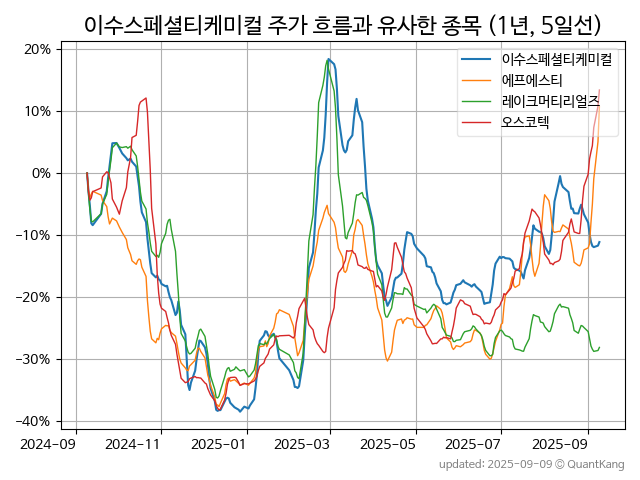 이수스페셜티케미컬 주가 흐름과 유사한 종목 (1년, 5일선)
20%
10%
0%
−10%
−20%
−30%
−40%
이수스페셜티케미컬
에프에스티
레이크머티리얼즈
오스코텍
2024-09
2024-11
2025-01
2025-03
2025-05
2025-07
2025-09
updated: 2025-09-09 © QuantKang